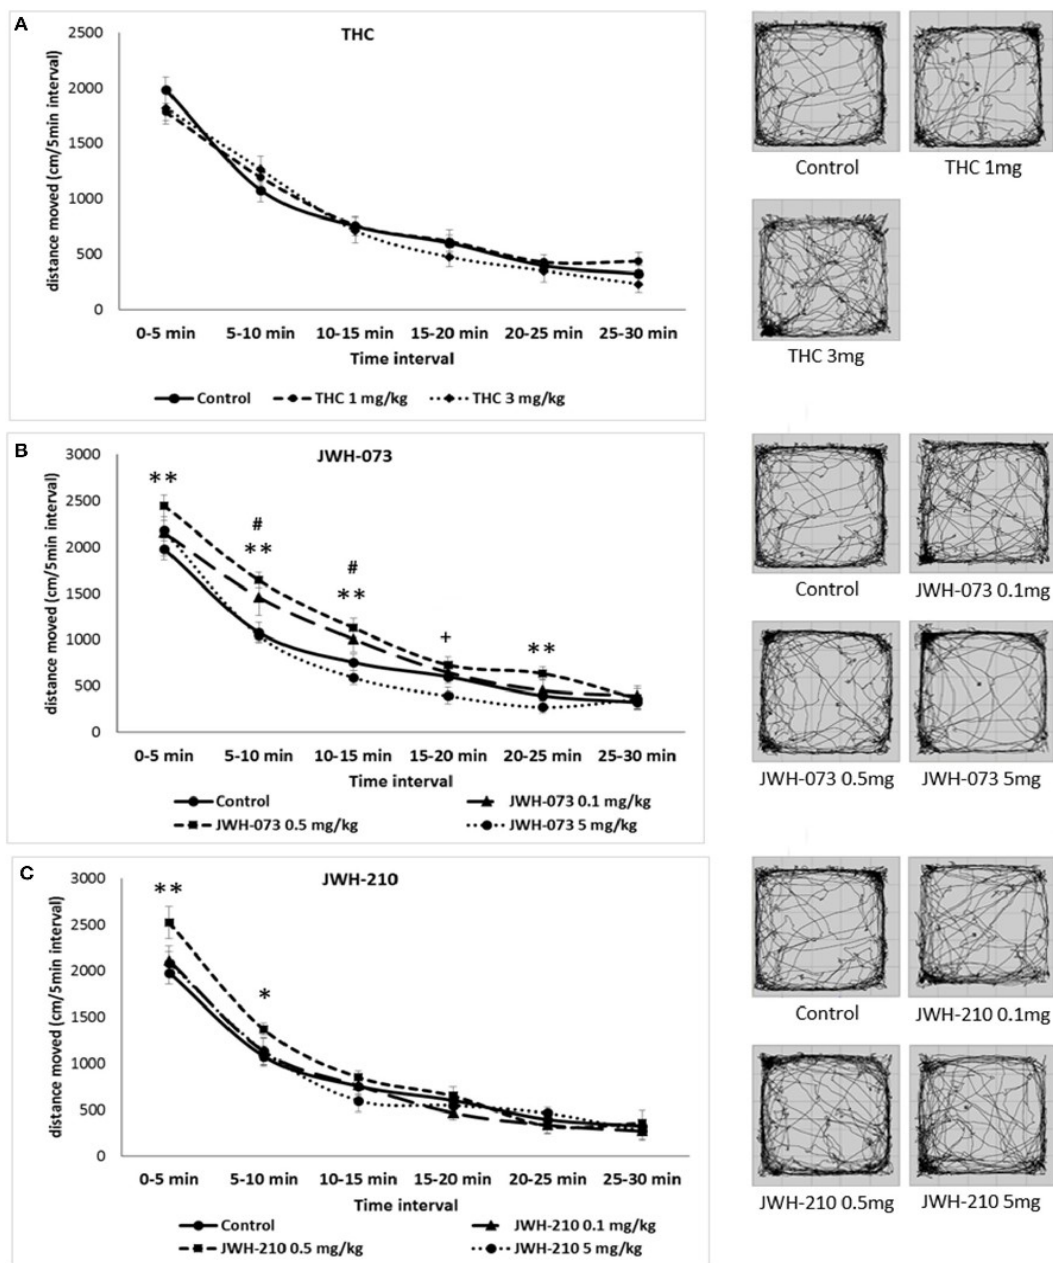 A
THC
distance moved (cm/5min interval)
2500
2000
1500
1000
500
0
0-5 min 5-10 min 10-15 min 15-20 min 20-25 min 25-30 min
Time interval
Control THC 1 mg/kg THC 3 mg/kg
Control THC 1mg
THC 3mg
B
JWH-073
distance moved (cm/5min interval)
3000
2500
2000
1500
1000
500
0
**
#
**
#
**
+
**
0-5 min 5-10 min 10-15 min 15-20 min 20-25 min 25-30 min
Time interval
Control JWH-073 0.1 mg/kg
JWH-073 0.5 mg/kg JWH-073 5 mg/kg
Control JWH-073 0.1mg
JWH-073 0.5mg JWH-073 5mg
C
JWH-210
distance moved (cm/5min interval)
3000
2500
2000
1500
1000
500
0
**
*
0-5 min 5-10 min 10-15 min 15-20 min 20-25 min 25-30 min
Time interval
Control JWH-210 0.1 mg/kg
JWH-210 0.5 mg/kg JWH-210 5 mg/kg
Control JWH-210 0.1mg
JWH-210 0.5mg JWH-210 5mg